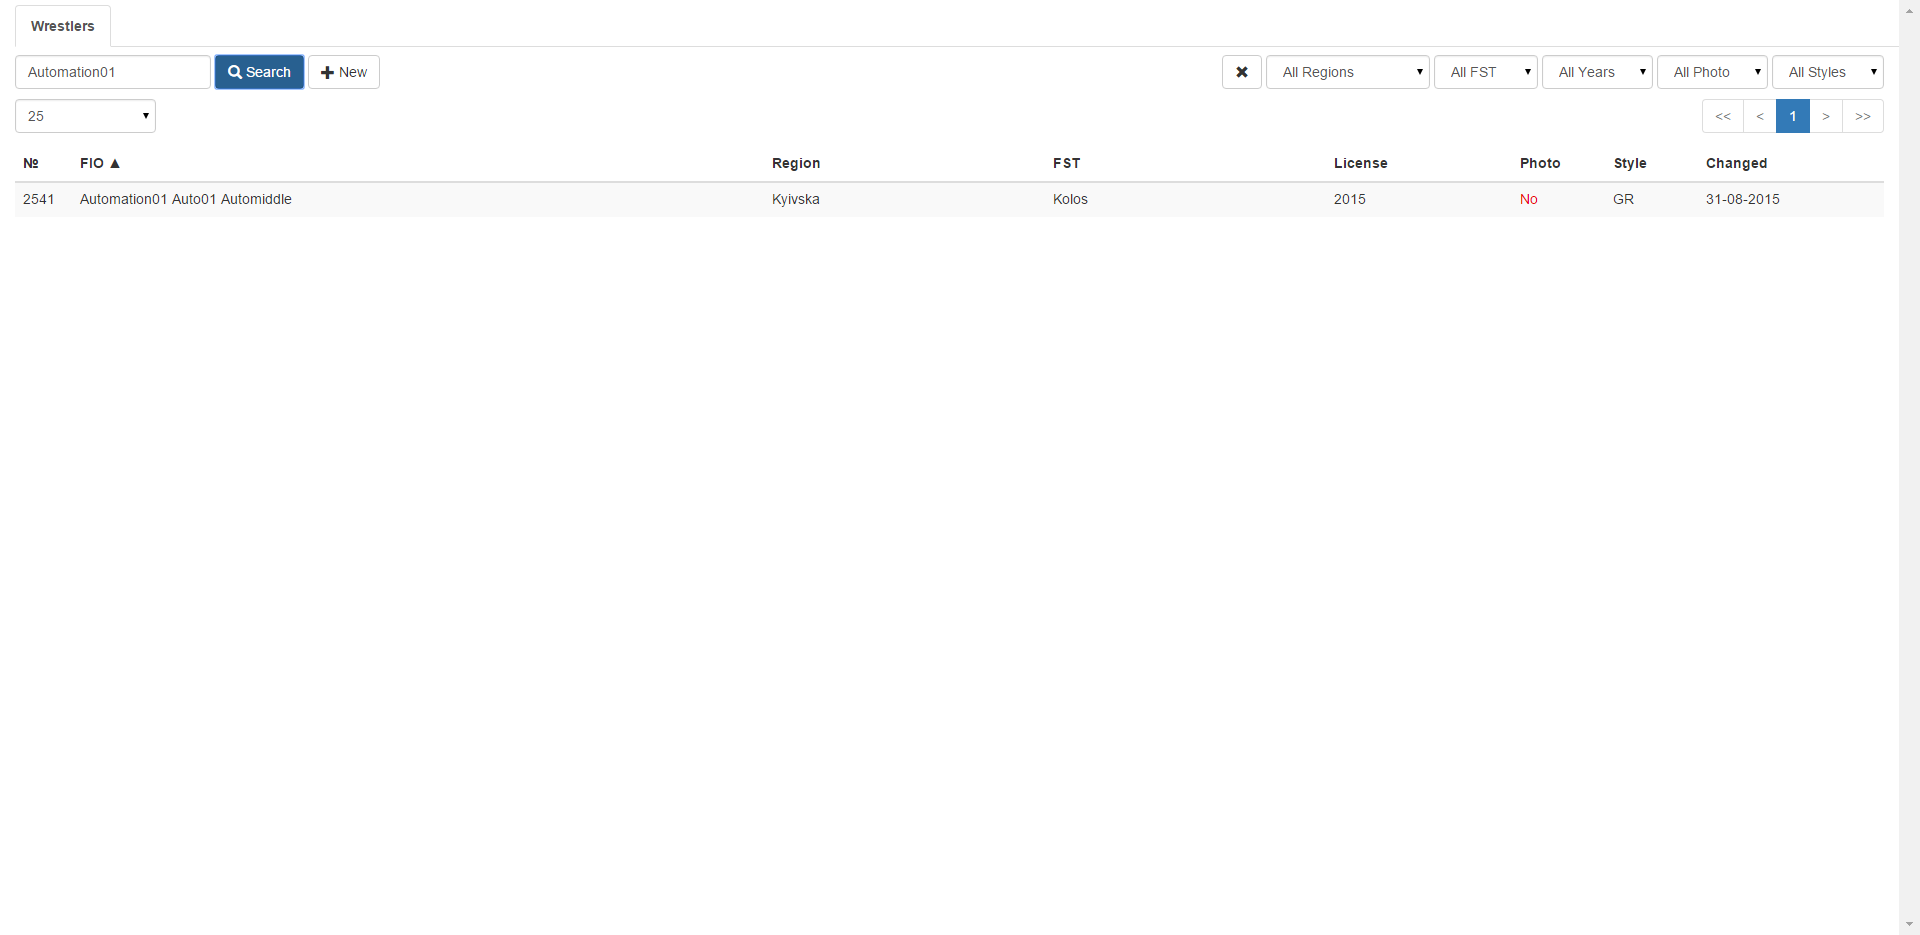 Wrestlers
Automation01 Search New All Regions All FST All Years All Photo All Styles
25 << < 1 > >>
№ FIO ▲ Region FST License Photo Style Changed
2541 Automation01 Auto01 Automiddle Kyivska Kolos 2015 No GR 31-08-2015